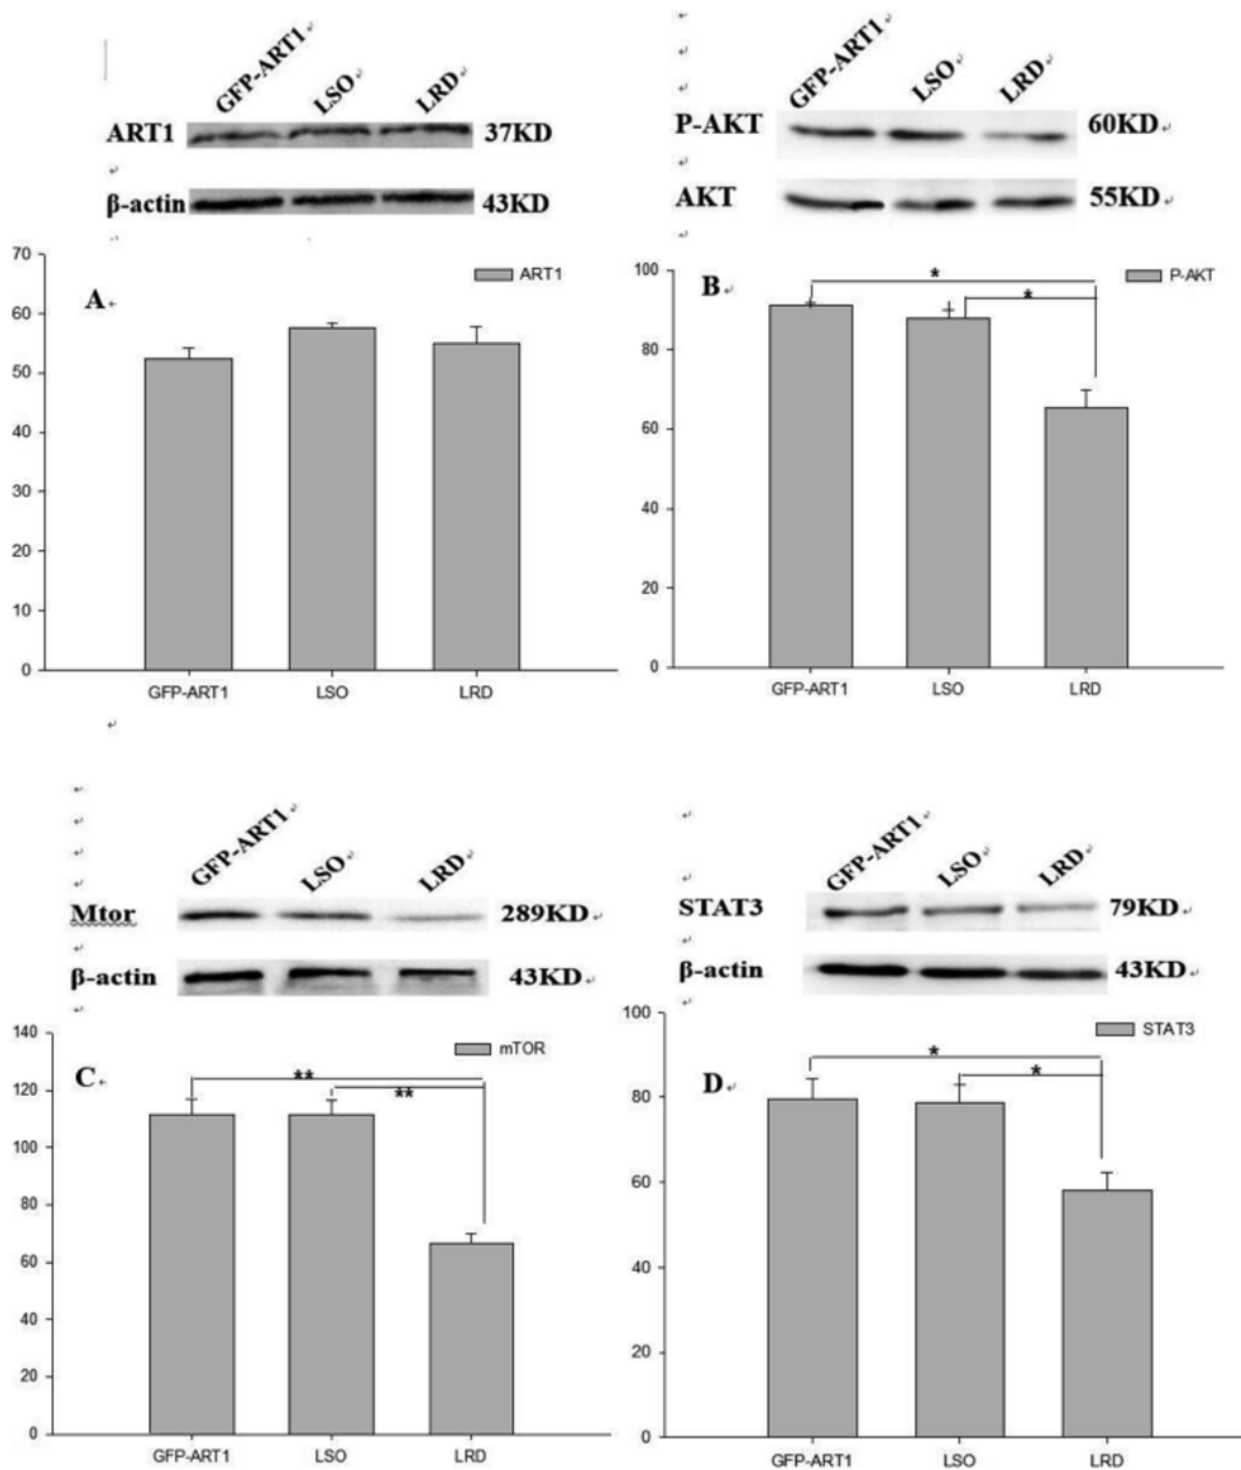 GFP-ART1 LSO LRD
ART1 37KD
β-actin 43KD
70
60
50
40
30
20
10
0
A
ART1
GFP-ART1 LSO LRD
GFP-ART1 LSO LRD
P-AKT 60KD
AKT 55KD
100
80
60
40
20
0
B
P-AKT
*
*
GFP-ART1 LSO LRD
GFP-ART1 LSO LRD
Mtor 289KD
β-actin 43KD
140
120
100
80
60
40
20
0
C
mTOR
**
**
GFP-ART1 LSO LRD
GFP-ART1 LSO LRD
STAT3 79KD
β-actin 43KD
100
80
60
40
20
0
D
STAT3
*
*
GFP-ART1 LSO LRD